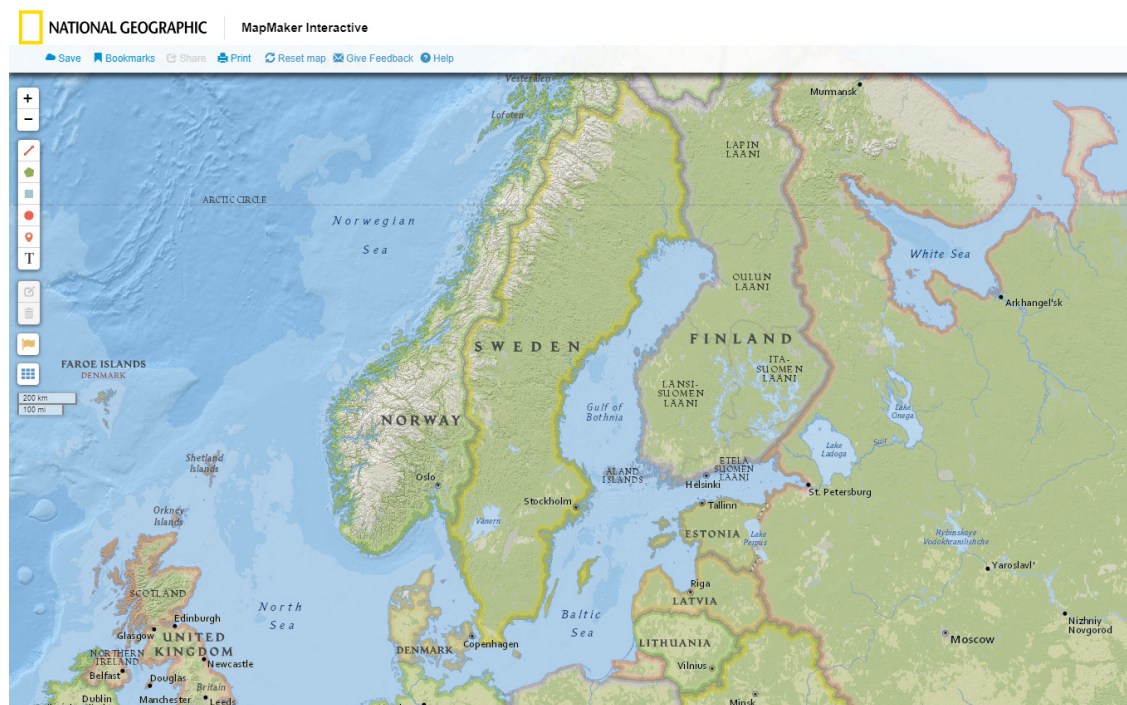 NATIONAL GEOGRAPHIC MapMaker Interactive
Save Bookmarks Share Print Reset map Give Feedback Help
+
−
T
200 km
100 mi
Lofoten
Murmansk
LAPIN
LAANI
ARCTIC CIRCLE
Norwegian
Sea
White Sea
OULUN
LAANI
Arkhangel'sk
SWEDEN
FINLAND
ITA-
SUOMEN
LAANI
FAROE ISLANDS
DENMARK
LANSI-
SUOMEN
LAANI
NORWAY
Gulf of
Bothnia
Lake
Onega
Lake
Ladoga
Svir
Shetland
Islands
Oslo
ALAND
ISLANDS
ETELA
SUOMEN
LAANI
Helsinki
St. Petersburg
Stockholm
Tallinn
Orkney
Islands
Vanern
ESTONIA
Lake
Peipus
Rybinskoye
Vodokhranilishche
Yaroslavl'
SCOTLAND
Riga
LATVIA
North
Sea
Baltic
Sea
Edinburgh
Glasgow
UNITED
KINGDOM
Nizhniy
Novgorod
Moscow
Copenhagen
DENMARK
LITHUANIA
NORTHERN
IRELAND
Newcastle
Vilnius
Belfast
Douglas
Britain
Dublin
Manchester
Leeds
Minsk